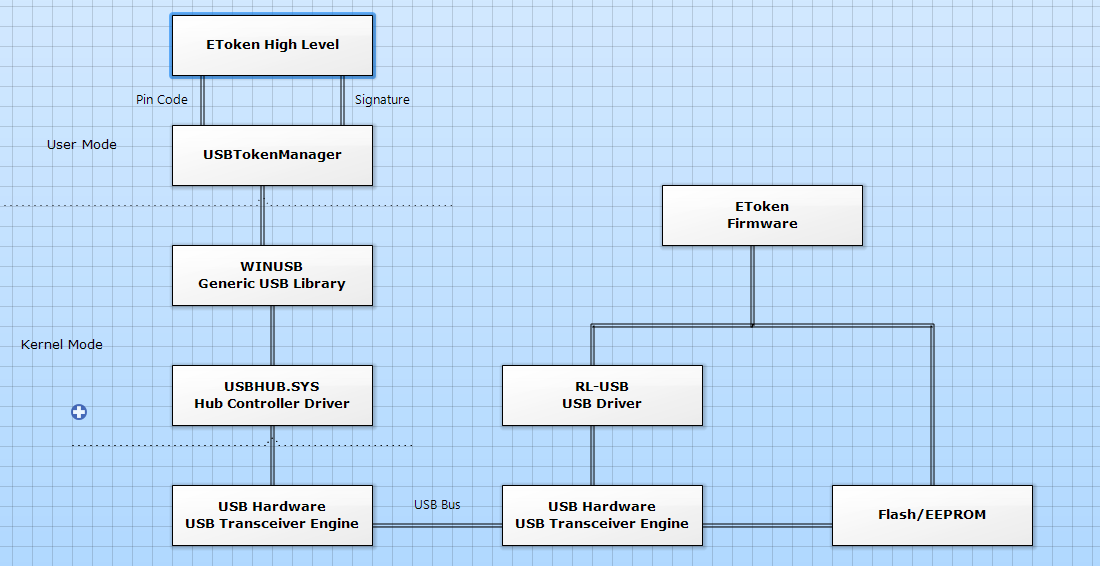 EToken High Level
Pin Code
Signature
User Mode
USBTokenManager
EToken
Firmware
WINUSB
Generic USB Library
Kernel Mode
USBHUB.SYS
Hub Controller Driver
RL-USB
USB Driver
USB Hardware
USB Transceiver Engine
USB Bus
USB Hardware
USB Transceiver Engine
Flash/EEPROM